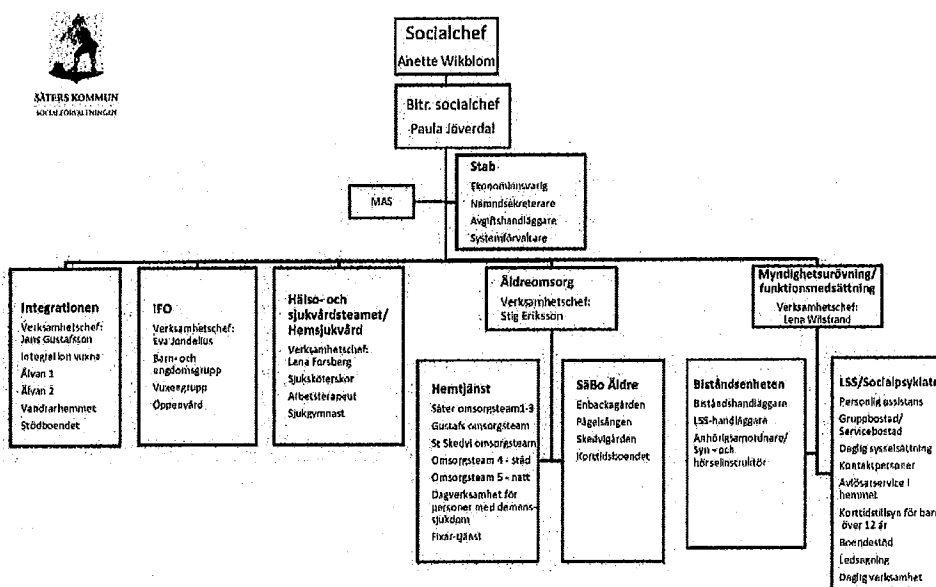 SÄTERS KOMMUN
SOCIALFÖRVALTNINGEN
Socialchef
Anette Wikblom
Bitr. socialchef
Paula Jöverdal
MAS
Stab
Ekonomiansvarig
Nämndsekreterare
Avgiftshandläggare
Systemförvaltare
Integrationen
Verksamhetschef:
Jens Gustafsson
Integration vuxna
Älvan 1
Älvan 2
Vandrarhemmet
Stödboendet
IFO
Verksamhetschef:
Eva Jondelius
Barn- och
ungdomsgrupp
Vuxengrupp
Öppenvård
Hälso- och
sjukvårdsteamet/
Hemsjukvård
Verksamhetschef:
Lena Forsberg
Sjuksköterskor
Arbetsterapeut
Sjukgymnast
Äldreomsorg
Verksamhetschef:
Stig Eriksson
Hemtjänst
Säter omsorgsteam1-3
Gustafs omsorgsteam
St Skedvi omsorgsteam
Omsorgsteam 4 - städ
Omsorgsteam 5 - natt
Dagverksamhet för
personer med demens-
sjukdom
Fixar-tjänst
SäBo Äldre
Enbackagården
Fågelsången
Skedvigården
Korttidsboendet
Myndighetsurövning/
funktionsnedsättning
Verksamhetschef:
Lena Wilstrand
Biståndsenheten
Biståndshandläggare
LSS-handläggare
Anhörigsamordnare/
Syn - och
hörselinstruktör
LSS/Socialpsykiatri
Personlig assistans
Gruppbostad/
Servicebostad
Daglig sysselsättning
Kontaktpersoner
Avlösarservice i
hemmet
Korttidstillsyn för barn
över 12 år
Boendestöd
Ledsagning
Daglig verksamhet